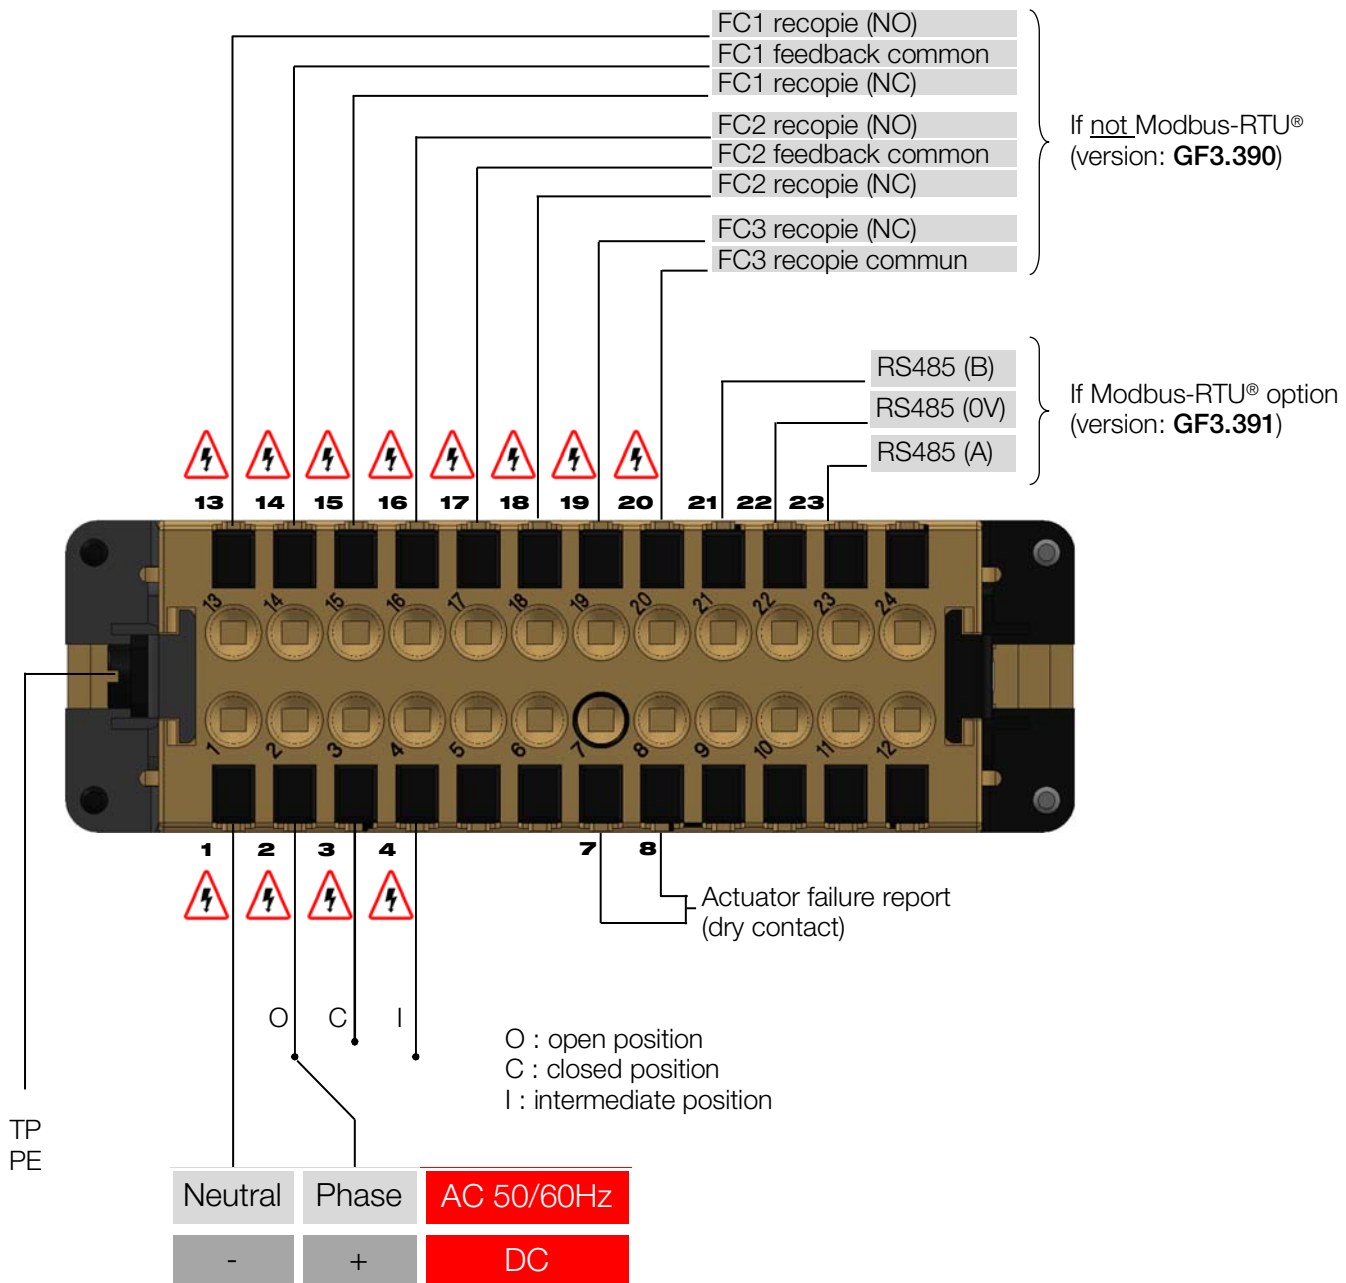 FC1 recopie (NO)
FC1 feedback common
FC1 recopie (NC)
FC2 recopie (NO)
FC2 feedback common
FC2 recopie (NC)
FC3 recopie (NC)
FC3 recopie commun
If not Modbus-RTU®
(version: GF3.390)
RS485 (B)
RS485 (0V)
RS485 (A)
If Modbus-RTU® option
(version: GF3.391)
13 14 15 16 17 18 19 20 21 22 23
13 14 15 16 17 18 19 20 21 22 23 24
1 2 3 4 5 6 7 8 9 10 11 12
1 2 3 4 7 8
Actuator failure report
(dry contact)
O C I
O : open position
C : closed position
I : intermediate position
TP
PE
Neutral Phase AC 50/60Hz
- + DC